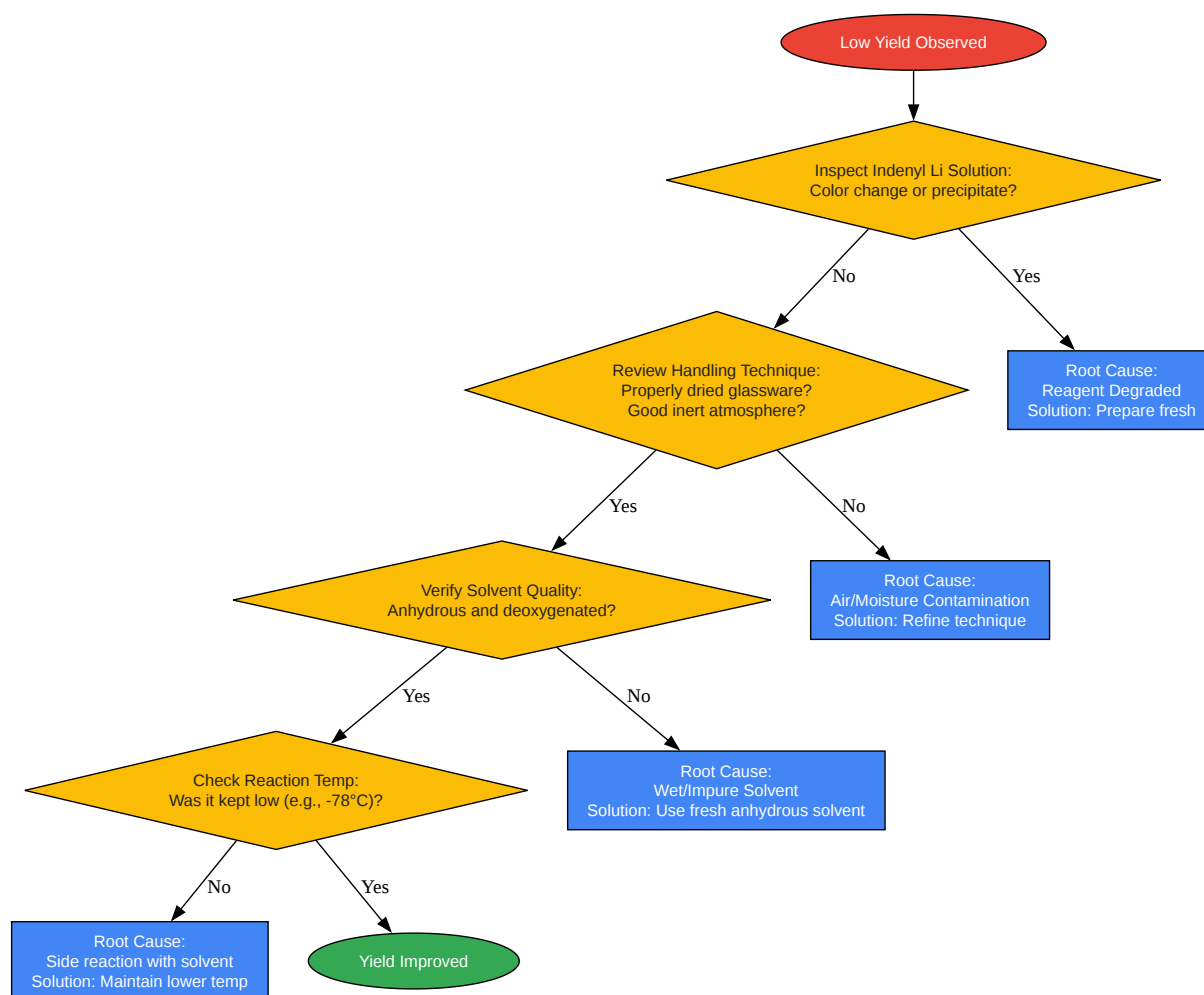 Low Yield Observed
Inspect Indenyl Li Solution:
Color change or precipitate?
No
Yes
Review Handling Technique:
Properly dried glassware?
Good inert atmosphere?
Root Cause:
Reagent Degraded
Solution: Prepare fresh
Yes
No
Verify Solvent Quality:
Anhydrous and deoxygenated?
Root Cause:
Air/Moisture Contamination
Solution: Refine technique
Yes
No
Check Reaction Temp:
Was it kept low (e.g., -78°C)?
Root Cause:
Wet/Impure Solvent
Solution: Use fresh anhydrous solvent
No
Yes
Root Cause:
Side reaction with solvent
Solution: Maintain lower temp
Yield Improved